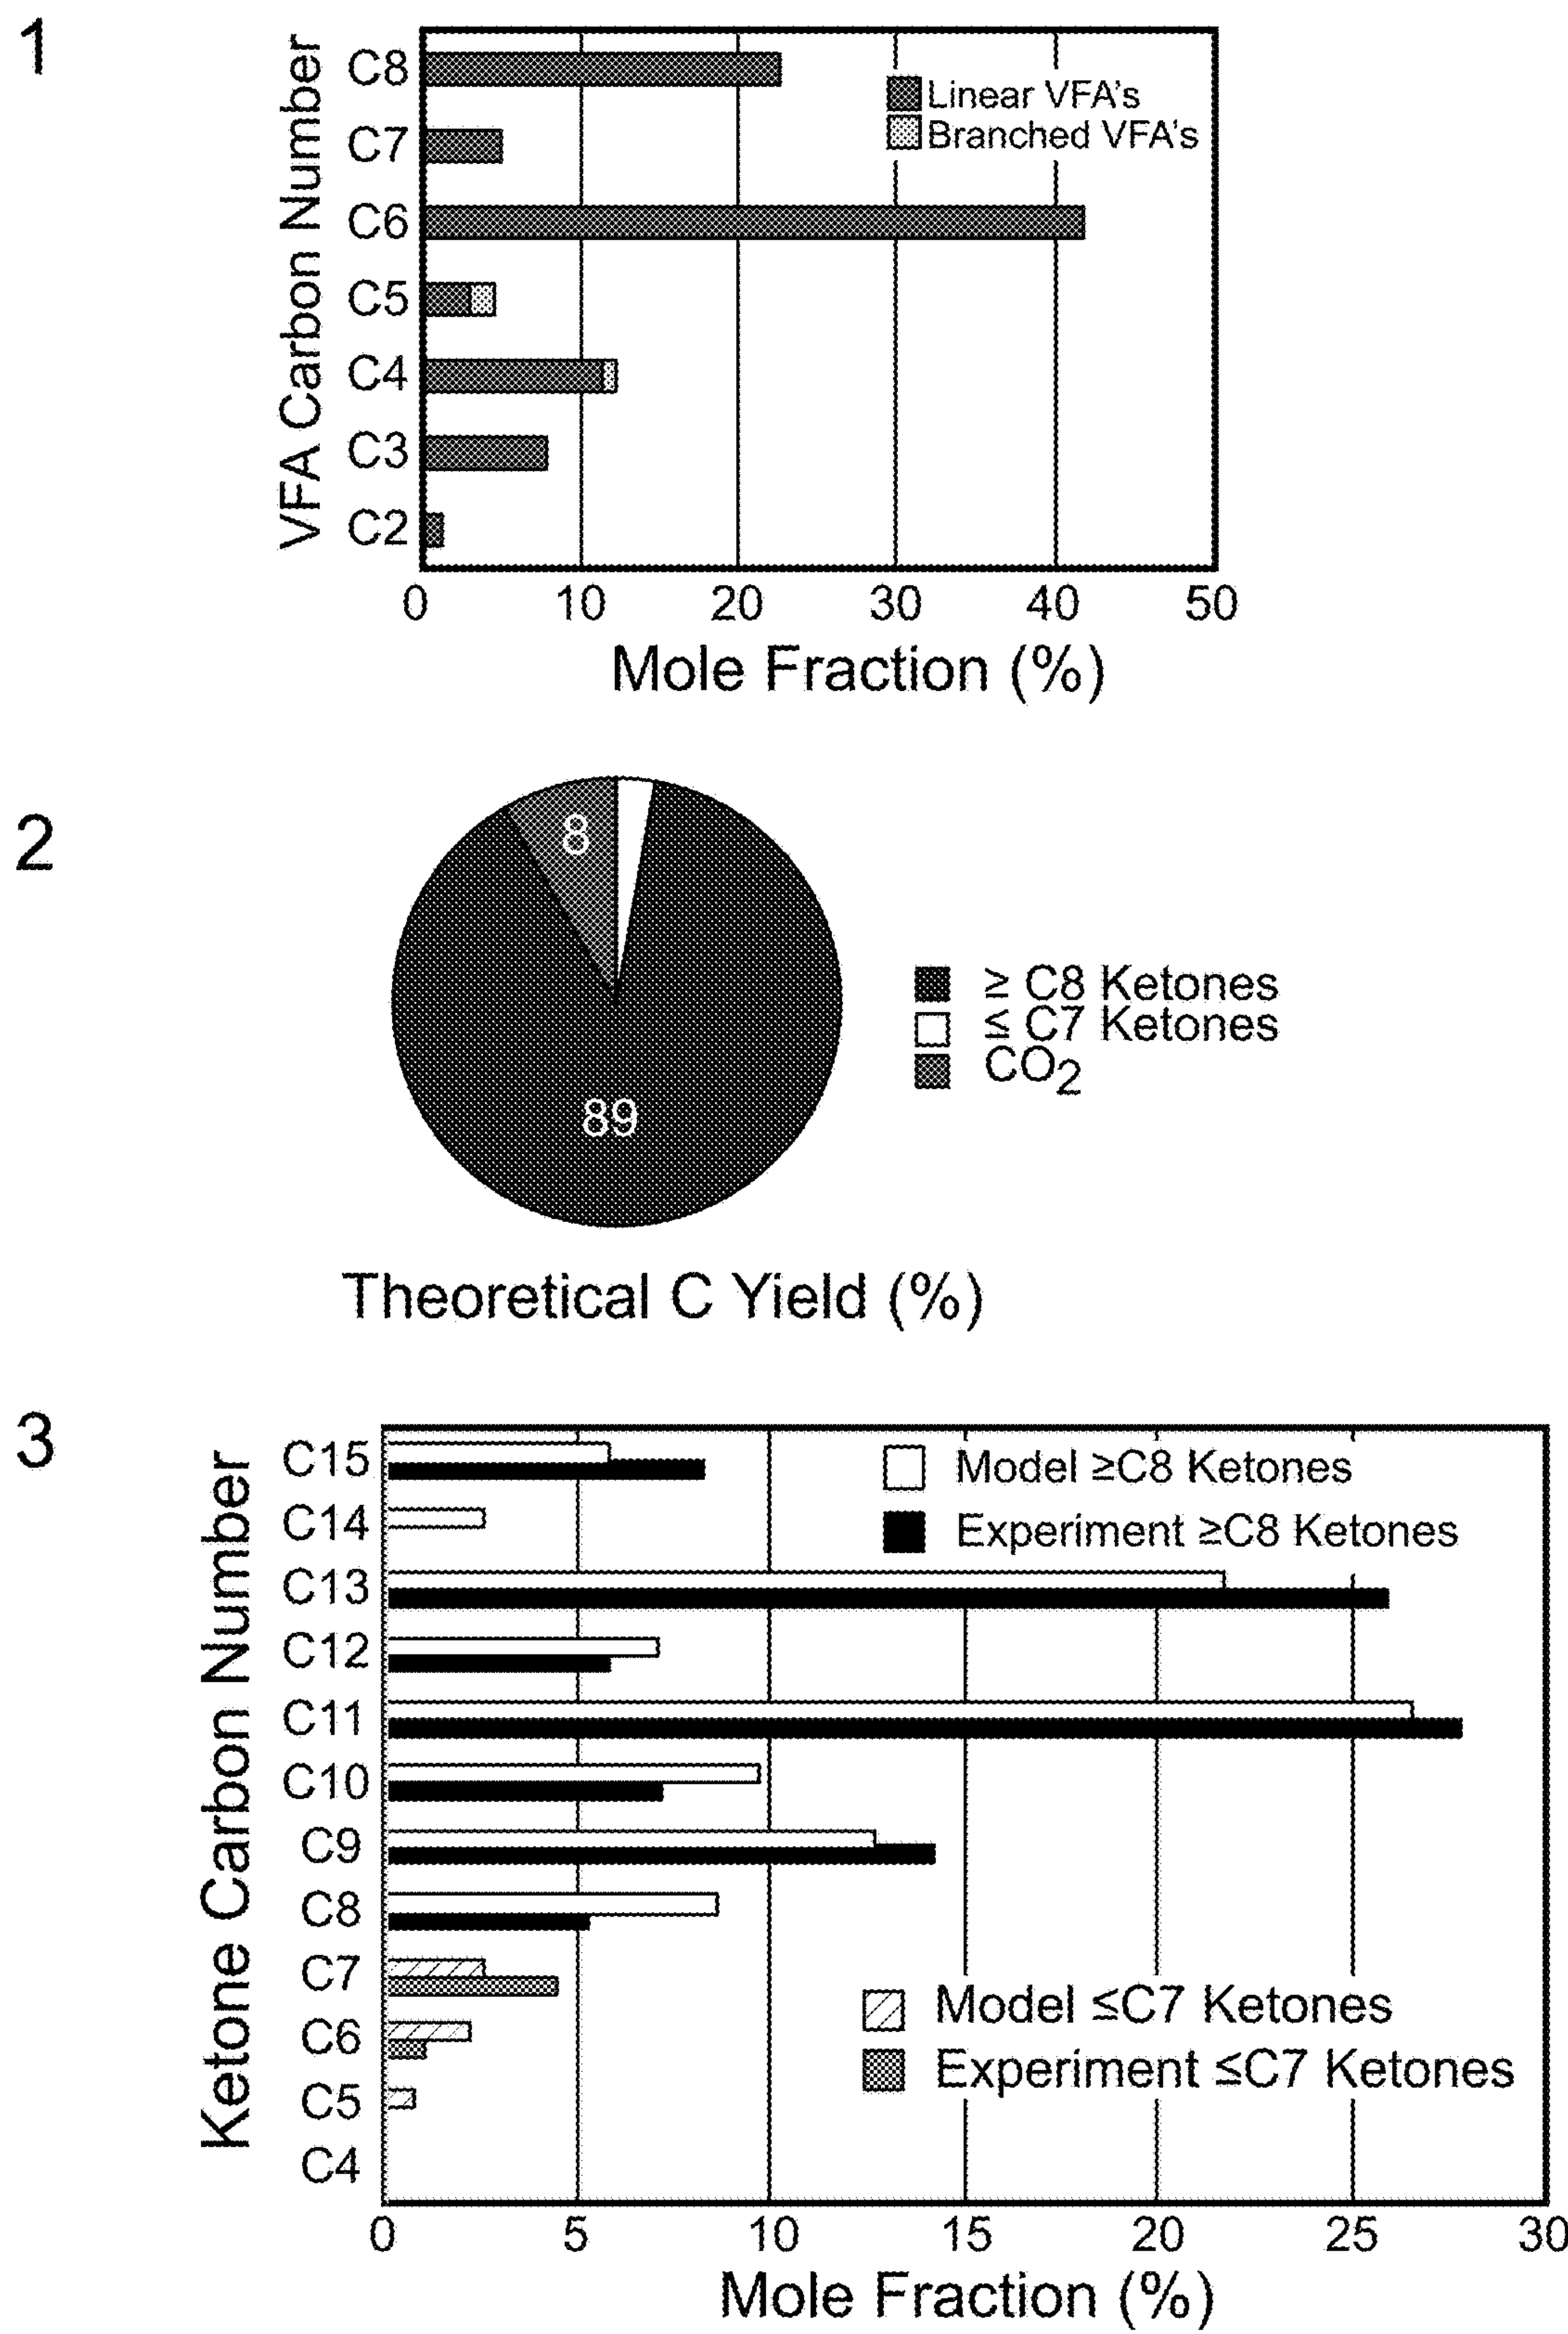 1
VFA Carbon Number
C8
C7
C6
C5
C4
C3
C2
Linear VFA's
Branched VFA's
0 10 20 30 40 50
Mole Fraction (%)
2
8
89
≥ C8 Ketones
≤ C7 Ketones
CO2
Theoretical C Yield (%)
3
Ketone Carbon Number
C15
C14
C13
C12
C11
C10
C9
C8
C7
C6
C5
C4
Model ≥C8 Ketones
Experiment ≥C8 Ketones
Model ≤C7 Ketones
Experiment ≤C7 Ketones
0 5 10 15 20 25 30
Mole Fraction (%)